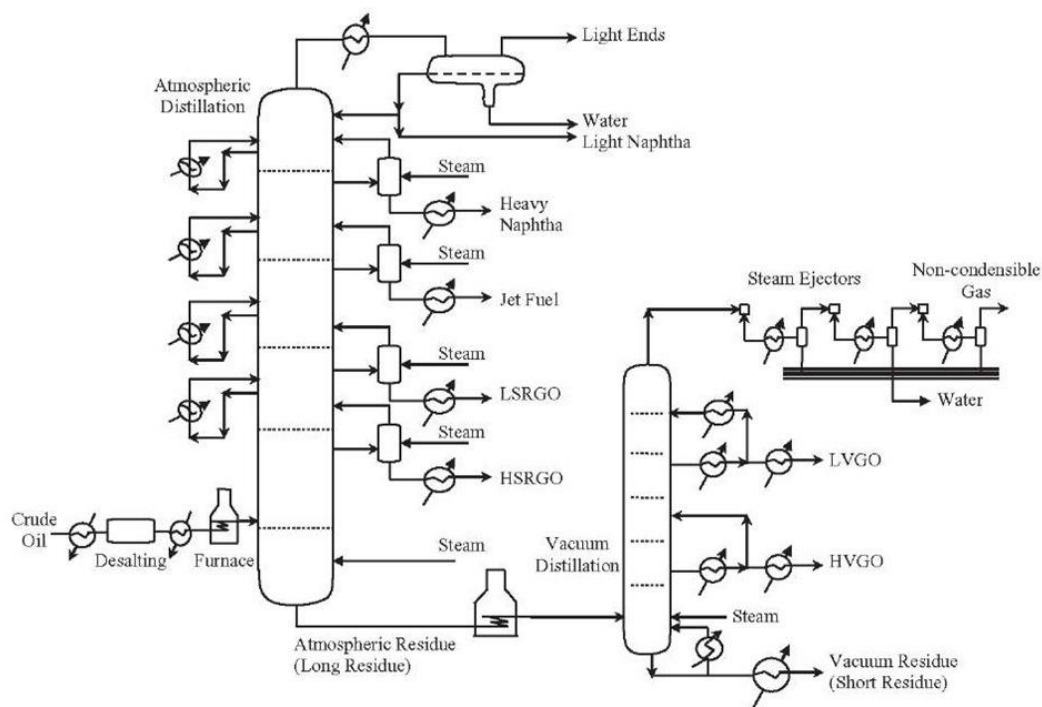 Light Ends
Atmospheric
Distillation
Water
Light Naphtha
Steam
Heavy
Naphtha
Steam
Jet Fuel
Steam
LSRGO
Steam
HSRGO
Crude
Oil
Desalting
Furnace
Steam
Atmospheric Residue
(Long Residue)
Steam Ejectors
Non-condensible
Gas
Water
LVGO
Vacuum
Distillation
HVGO
Steam
Vacuum Residue
(Short Residue)